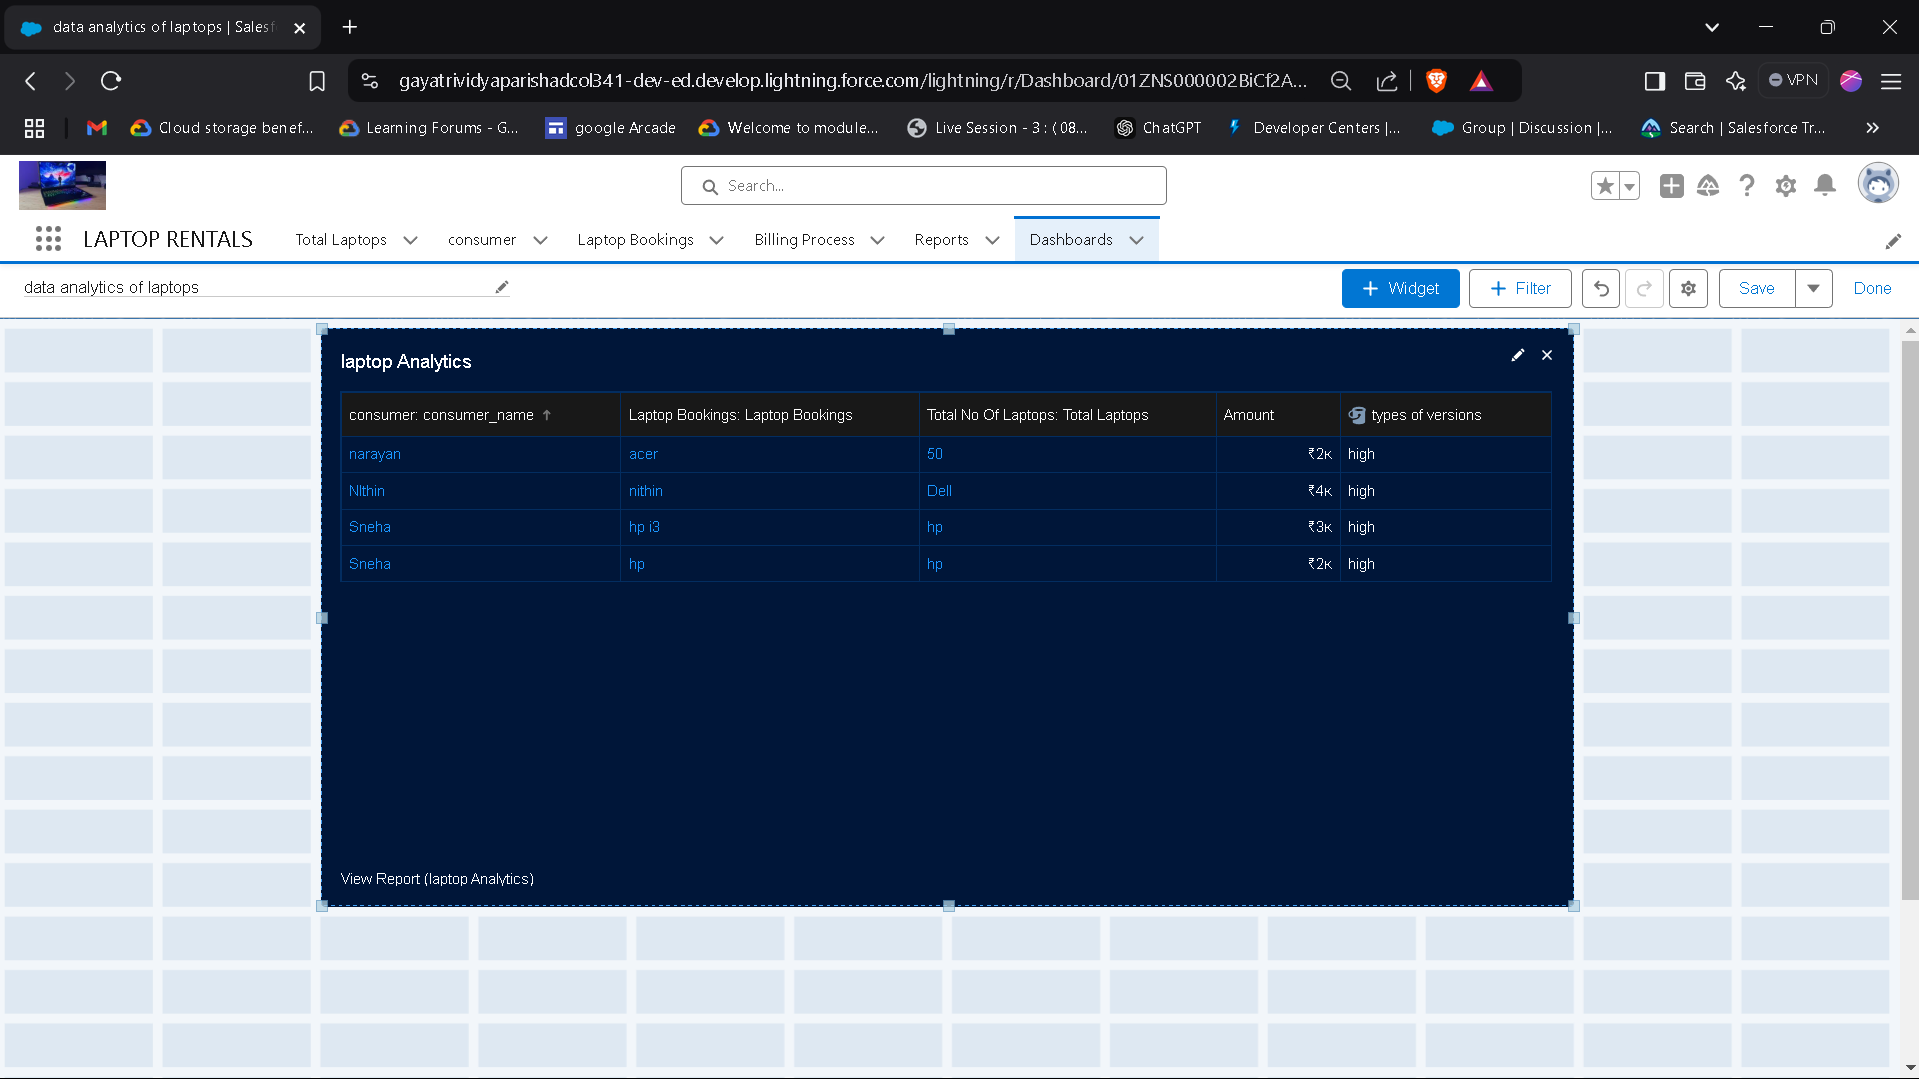 data analytics of laptops | Salesf
gayatrividyaparishadcol341-dev-ed.develop.lightning.force.com/lightning/r/Dashboard/01ZNS000002BiCf2A...
VPN
Cloud storage benef...
Learning Forums - G...
google Arcade
Welcome to module...
Live Session - 3 : ( 08...
ChatGPT
Developer Centers |...
Group | Discussion |...
Search | Salesforce Tr...
Search...
LAPTOP RENTALS
Total Laptops
consumer
Laptop Bookings
Billing Process
Reports
Dashboards
data analytics of laptops
+ Widget
+ Filter
Save
Done
laptop Analytics
consumer: consumer_name ↑
Laptop Bookings: Laptop Bookings
Total No Of Laptops: Total Laptops
Amount
types of versions
narayan acer 50 ₹2K high
NIthin nithin Dell ₹4K high
Sneha hp i3 hp ₹3K high
Sneha hp hp ₹2K high
View Report (laptop Analytics)